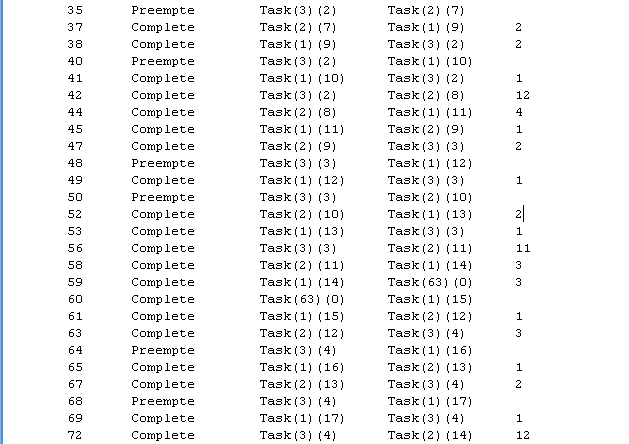 35 Preempte Task(3)(2) Task(2)(7)
37 Complete Task(2)(7) Task(1)(9) 2
38 Complete Task(1)(9) Task(3)(2) 2
40 Preempte Task(3)(2) Task(1)(10)
41 Complete Task(1)(10) Task(3)(2) 1
42 Complete Task(3)(2) Task(2)(8) 12
44 Complete Task(2)(8) Task(1)(11) 4
45 Complete Task(1)(11) Task(2)(9) 1
47 Complete Task(2)(9) Task(3)(3) 2
48 Preempte Task(3)(3) Task(1)(12)
49 Complete Task(1)(12) Task(3)(3) 1
50 Preempte Task(3)(3) Task(2)(10)
52 Complete Task(2)(10) Task(1)(13) 2
53 Complete Task(1)(13) Task(3)(3) 1
56 Complete Task(3)(3) Task(2)(11) 11
58 Complete Task(2)(11) Task(1)(14) 3
59 Complete Task(1)(14) Task(63)(0) 3
60 Preempte Task(63)(0) Task(1)(15)
61 Complete Task(1)(15) Task(2)(12) 1
63 Complete Task(2)(12) Task(3)(4) 3
64 Preempte Task(3)(4) Task(1)(16)
65 Complete Task(1)(16) Task(2)(13) 1
67 Complete Task(2)(13) Task(3)(4) 2
68 Preempte Task(3)(4) Task(1)(17)
69 Complete Task(1)(17) Task(3)(4) 1
72 Complete Task(3)(4) Task(2)(14) 12